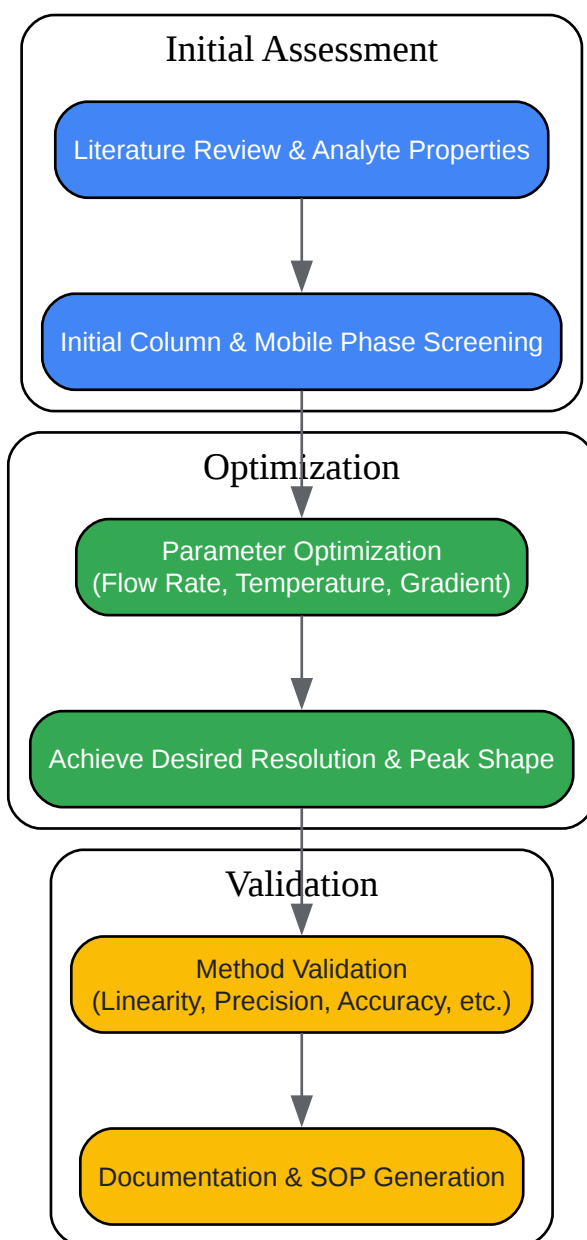 Initial Assessment
Literature Review & Analyte Properties
Initial Column & Mobile Phase Screening
Optimization
Parameter Optimization
(Flow Rate, Temperature, Gradient)
Achieve Desired Resolution & Peak Shape
Validation
Method Validation
(Linearity, Precision, Accuracy, etc.)
Documentation & SOP Generation